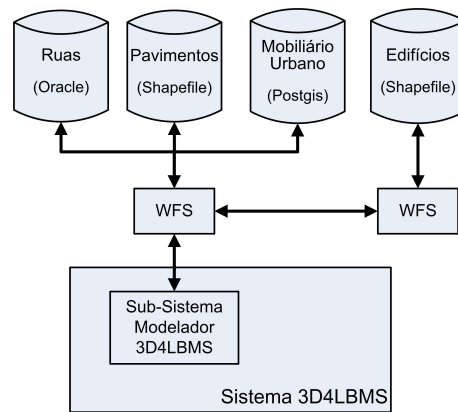 Ruas
(Oracle)
Pavimentos
(Shapefile)
Mobiliário
Urbano
(Postgis)
Edifícios
(Shapefile)
WFS
WFS
Sub-Sistema
Modelador
3D4LBMS
Sistema 3D4LBMS